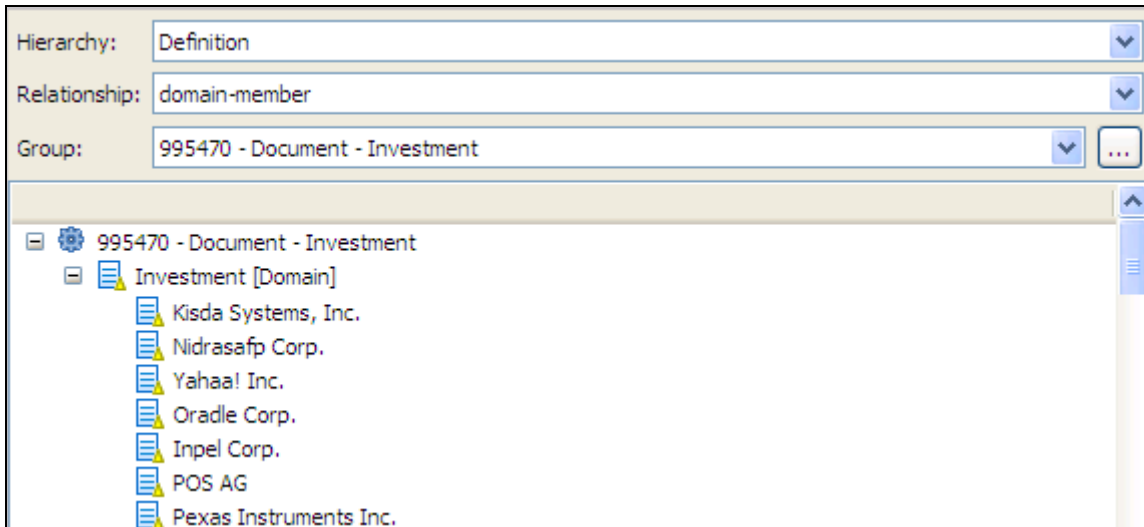 Hierarchy: Definition
Relationship: domain-member
Group: 995470 - Document - Investment ...
995470 - Document - Investment
Investment [Domain]
Kisda Systems, Inc.
Nidrasafp Corp.
Yahaa! Inc.
Oradle Corp.
Inpel Corp.
POS AG
Pexas Instruments Inc.